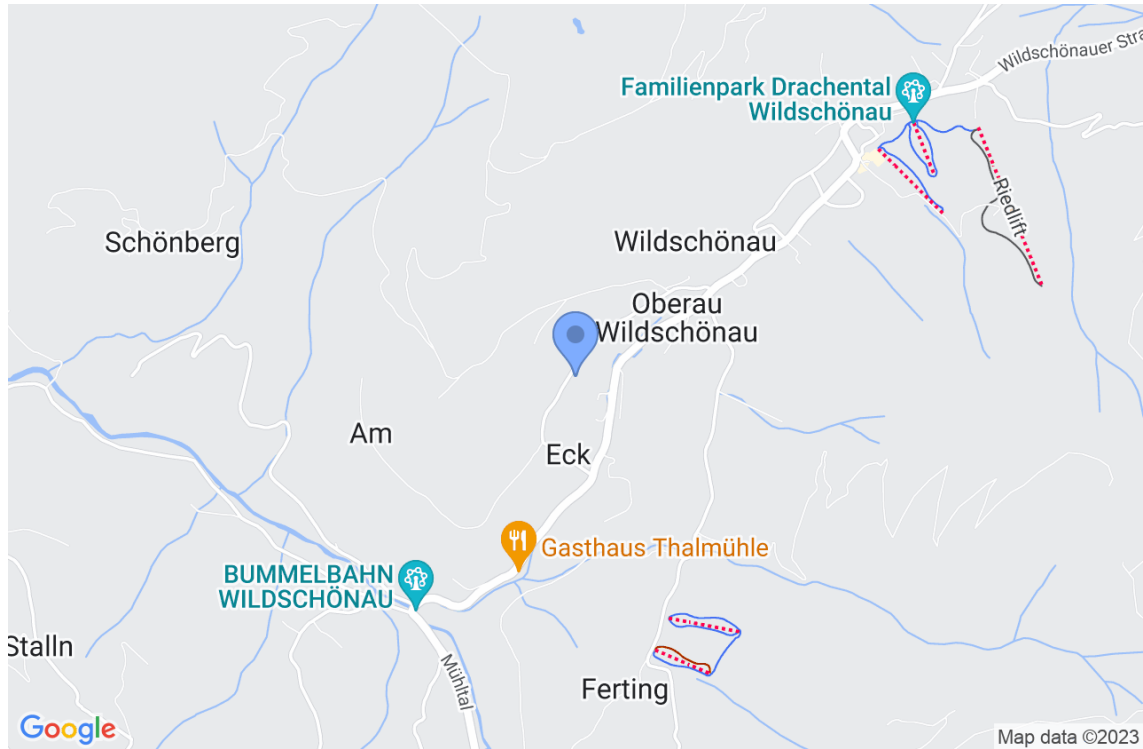 Wildschönauer Stra
Familienpark Drachental
Wildschönau
Riedlift
Schönberg
Wildschönau
Oberau
Wildschönau
Am
Eck
Gasthaus Thalmühle
BUMMELBAHN
WILDSCHÖNAU
Stalln
Mühltal
Ferting
Google
Map data ©2023